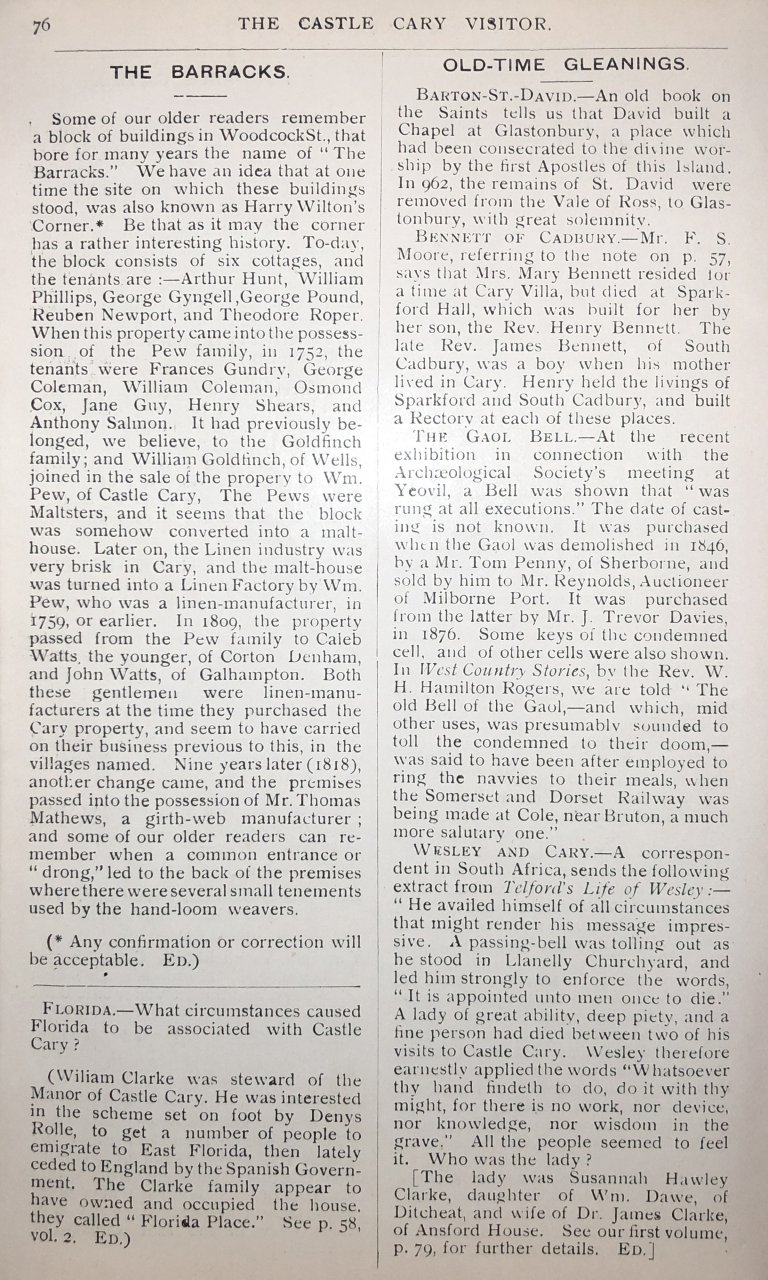 76
THE CASTLE CARY VISITOR.
THE BARRACKS.
Some of our older readers remember
a block of buildings in WoodcockSt., that
bore for many years the name of “ The
Barracks.” We have an idea that at one
time the site on which these buildings
stood, was also known as Harry Wilton's
Corner.* Be that as it may the corner
has a rather interesting history. To-day,
the block consists of six cottages, and
the tenants are :—Arthur Hunt, William
Phillips, George Gyngell ,George Pound,
Reuben Newport, and Theodore Roper.
When this property came into the possess-
sion of the Pew family, in 1752, the
tenants were Frances Gundry, George
Coleman, William Coleman, Osmond
Cox, Jane Guy, Henry Shears, and
Anthony Salmon. It had previously be-
longed, we believe, to the Goldfinch
family; and William Goldfinch, of Wells,
joined in the sale of the propery to Wm.
Pew, of Castle Cary, The Pews were
Maltsters, and it seems that the block
was somehow converted into a malt-
house. Later on, the Linen industry was
very brisk in Cary, and the malt-house
was turned into a Linen Factory by Wm.
Pew, who was a linen-manufacturer, in
1759, or earlier. In 1809, the property
passed from the Pew family to Caleb
Watts, the younger, of Corton Denham,
and John Watts, of Galhampton. Both
these gentlemen were linen-manu-
facturers at the time they purchased the
Cary property, and seem to have carried
on their business previous to this, in the
villages named. Nine years later (1818),
another change came, and the premises
passed into the possession of Mr. Thomas
Mathews, a girth-web manufacturer ;
and some of our older readers can re-
member when a common entrance or
“ drong,” led to the back of the premises
where there were several small tenements
used by the hand-loom weavers.
(* Any confirmation or correction will
be acceptable. ED.)
FLORIDA.—What circumstances caused
Florida to be associated with Castle
Cary ?
(Wiliam Clarke was steward of the
Manor of Castle Cary. He was interested
in the scheme set on foot by Denys
Rolle, to get a number of people to
emigrate to East Florida, then lately
ceded to England by the Spanish Govern-
ment. The Clarke family appear to
have owned and occupied the house,
they called “ Florida Place.” See p. 58,
vol. 2. ED.)
OLD-TIME GLEANINGS.
BARTON-ST.-DAVID.—An old book on
the Saints tells us that David built a
Chapel at Glastonbury, a place which
had been consecrated to the divine wor-
ship by the first Apostles of this Island.
In 962, the remains of St. David were
removed from the Vale of Ross, to Glas-
tonbury, with great solemnity.
BENNETT OF CADBURY.—Mr. F. S.
Moore, referring to the note on p. 57,
says that Mrs. Mary Bennett resided for
a time at Cary Villa, but died at Spark-
ford Hall, which was built for her by
her son, the Rev. Henry Bennett. The
late Rev. James Bennett, of South
Cadbury, was a boy when his mother
lived in Cary. Henry held the livings of
Sparkford and South Cadbury, and built
a Rectory at each of these places.
THE GAOL BELL.—At the recent
exhibition in connection with the
Archæological Society's meeting at
Yeovil, a Bell was shown that “ was
rung at all executions.” The date of cast-
ing is not known. It was purchased
when the Gaol was demolished in 1846,
by a Mr. Tom Penny, of Sherborne, and
sold by him to Mr. Reynolds, Auctioneer
of Milborne Port. It was purchased
from the latter by Mr. J. Trevor Davies,
in 1876. Some keys of the condemned
cell, and of other cells were also shown.
In West Country Stories, by the Rev. W.
H. Hamilton Rogers, we are told “ The
old Bell of the Gaol,—and which, mid
other uses, was presumably sounded to
toll the condemned to their doom,—
was said to have been after employed to
ring the navvies to their meals, when
the Somerset and Dorset Railway was
being made at Cole, near Bruton, a much
more salutary one.”
WESLEY AND CARY.—A correspon-
dent in South Africa, sends the following
extract from Telford's Life of Wesley :—
“ He availed himself of all circumstances
that might render his message impres-
sive. A passing-bell was tolling out as
he stood in Llanelly Churchyard, and
led him strongly to enforce the words,
“ It is appointed unto men once to die.”
A lady of great ability, deep piety, and a
fine person had died between two of his
visits to Castle Cary. Wesley therefore
earnestly applied the words “Whatsoever
thy hand findeth to do, do it with thy
might, for there is no work, nor device,
nor knowledge, nor wisdom in the
grave.” All the people seemed to feel
it. Who was the lady ?
[The lady was Susannah Hawley
Clarke, daughter of Wm. Dawe, of
Ditcheat, and wife of Dr. James Clarke,
of Ansford House. See our first volume,
p. 79, for further details. ED.]